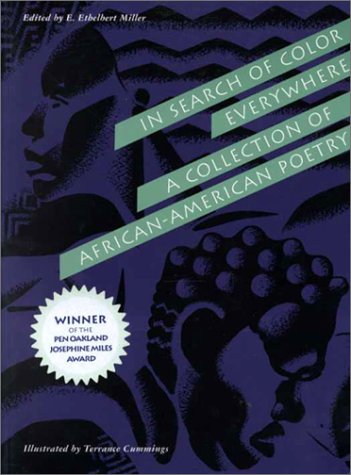 Edited by E. Ethelbert Miller
IN SEARCH OF COLOR
EVERYWHERE
A COLLECTION OF
AFRICAN-AMERICAN POETRY
WINNER
OF THE
PEN OAKLAND
JOSEPHINE MILES
AWARD
Illustrated by Terrance Cummings